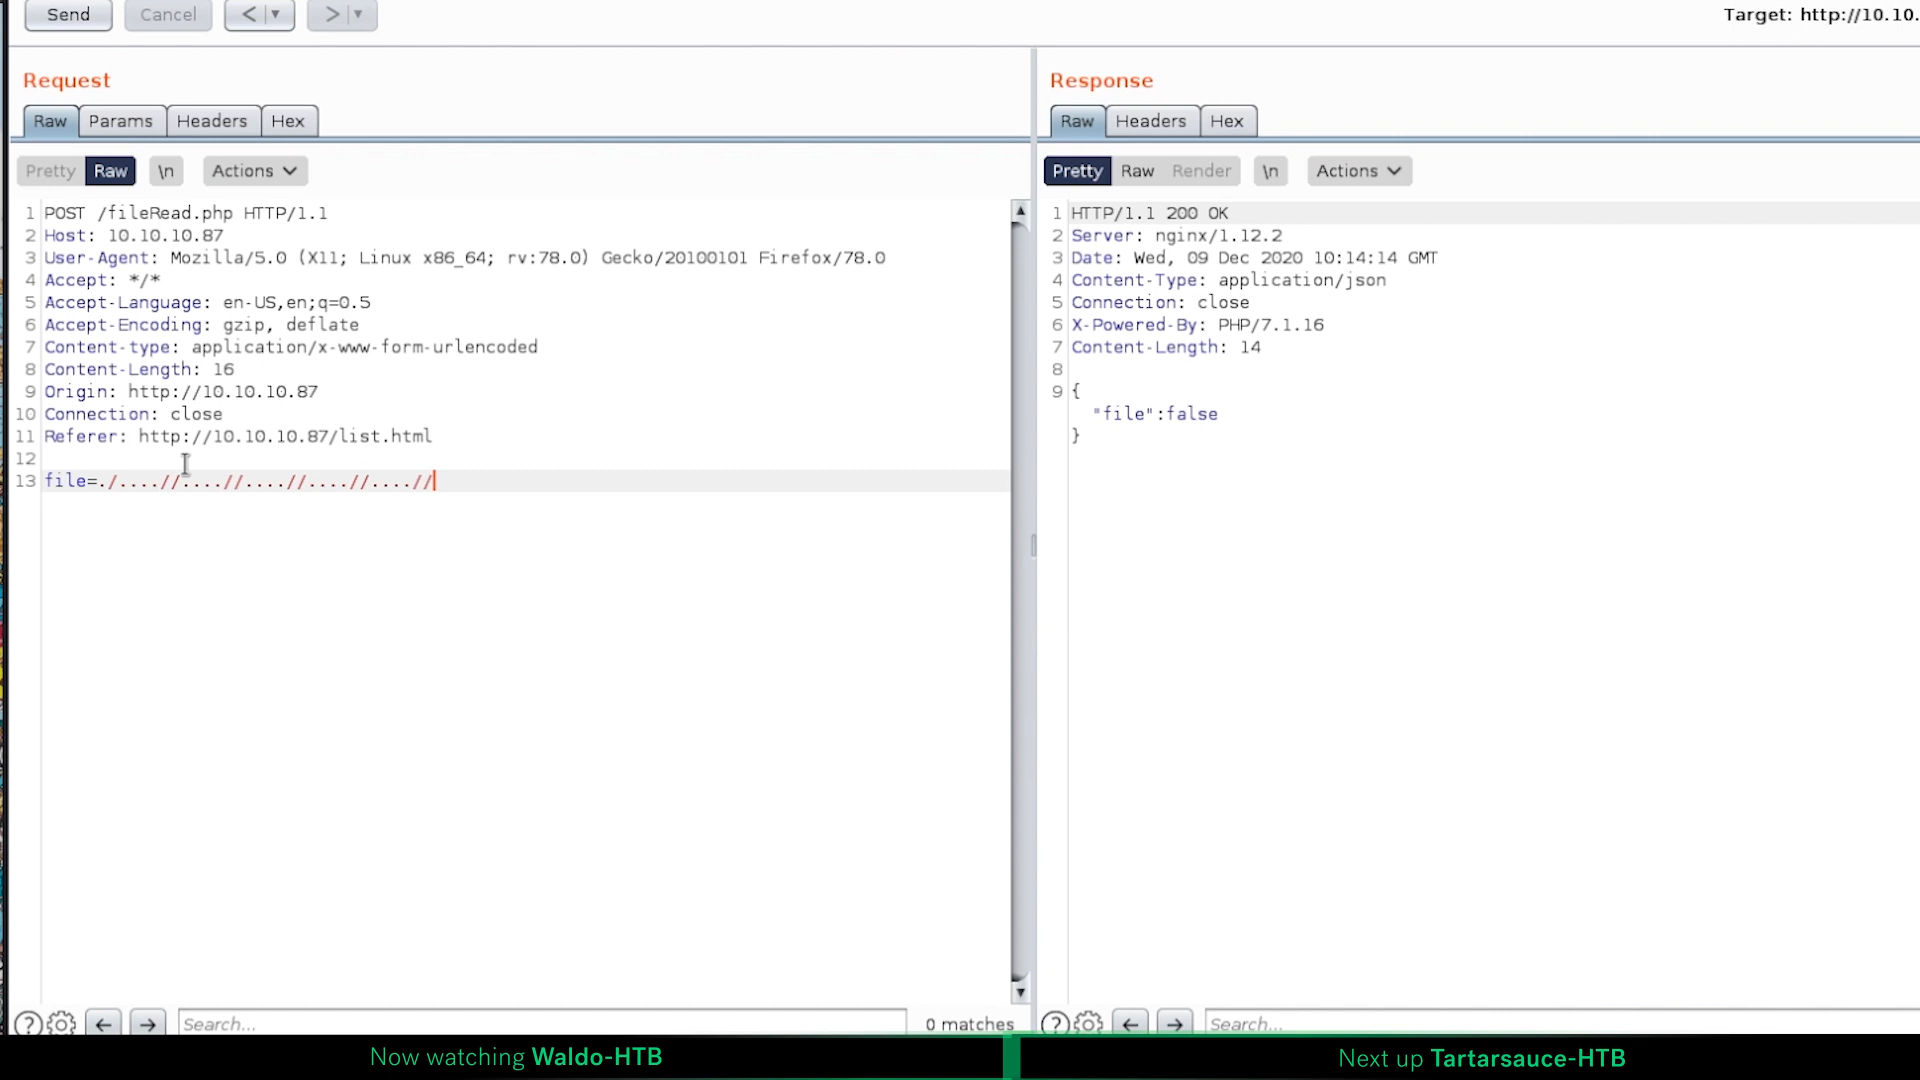 Send Cancel < ▾ > ▾ Target: http://10.10.
Request
Response
Raw Params Headers Hex
Raw Headers Hex
Pretty Raw \n Actions
Pretty Raw Render \n Actions
1 POST /fileRead.php HTTP/1.1
2 Host: 10.10.10.87
3 User-Agent: Mozilla/5.0 (X11; Linux x86_64; rv:78.0) Gecko/20100101 Firefox/78.0
4 Accept: */*
5 Accept-Language: en-US,en;q=0.5
6 Accept-Encoding: gzip, deflate
7 Content-type: application/x-www-form-urlencoded
8 Content-Length: 16
9 Origin: http://10.10.10.87
10 Connection: close
11 Referer: http://10.10.10.87/list.html
12
13 file=./....//....//....//....//....//
1 HTTP/1.1 200 OK
2 Server: nginx/1.12.2
3 Date: Wed, 09 Dec 2020 10:14:14 GMT
4 Content-Type: application/json
5 Connection: close
6 X-Powered-By: PHP/7.1.16
7 Content-Length: 14
8
9 {
"file":false
}
? Search... 0 matches
? Search...
Now watching Waldo-HTB
Next up Tartarsauce-HTB